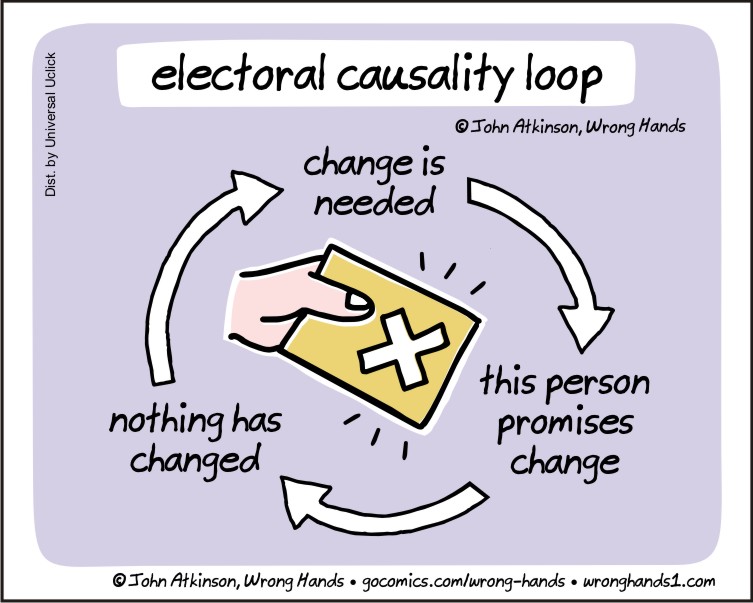 electoral causality loop
Dist. by Universal Uclick
© John Atkinson, Wrong Hands
change is
needed
this person
promises
change
nothing has
changed
© John Atkinson, Wrong Hands • gocomics.com/wrong-hands • wronghands1.com